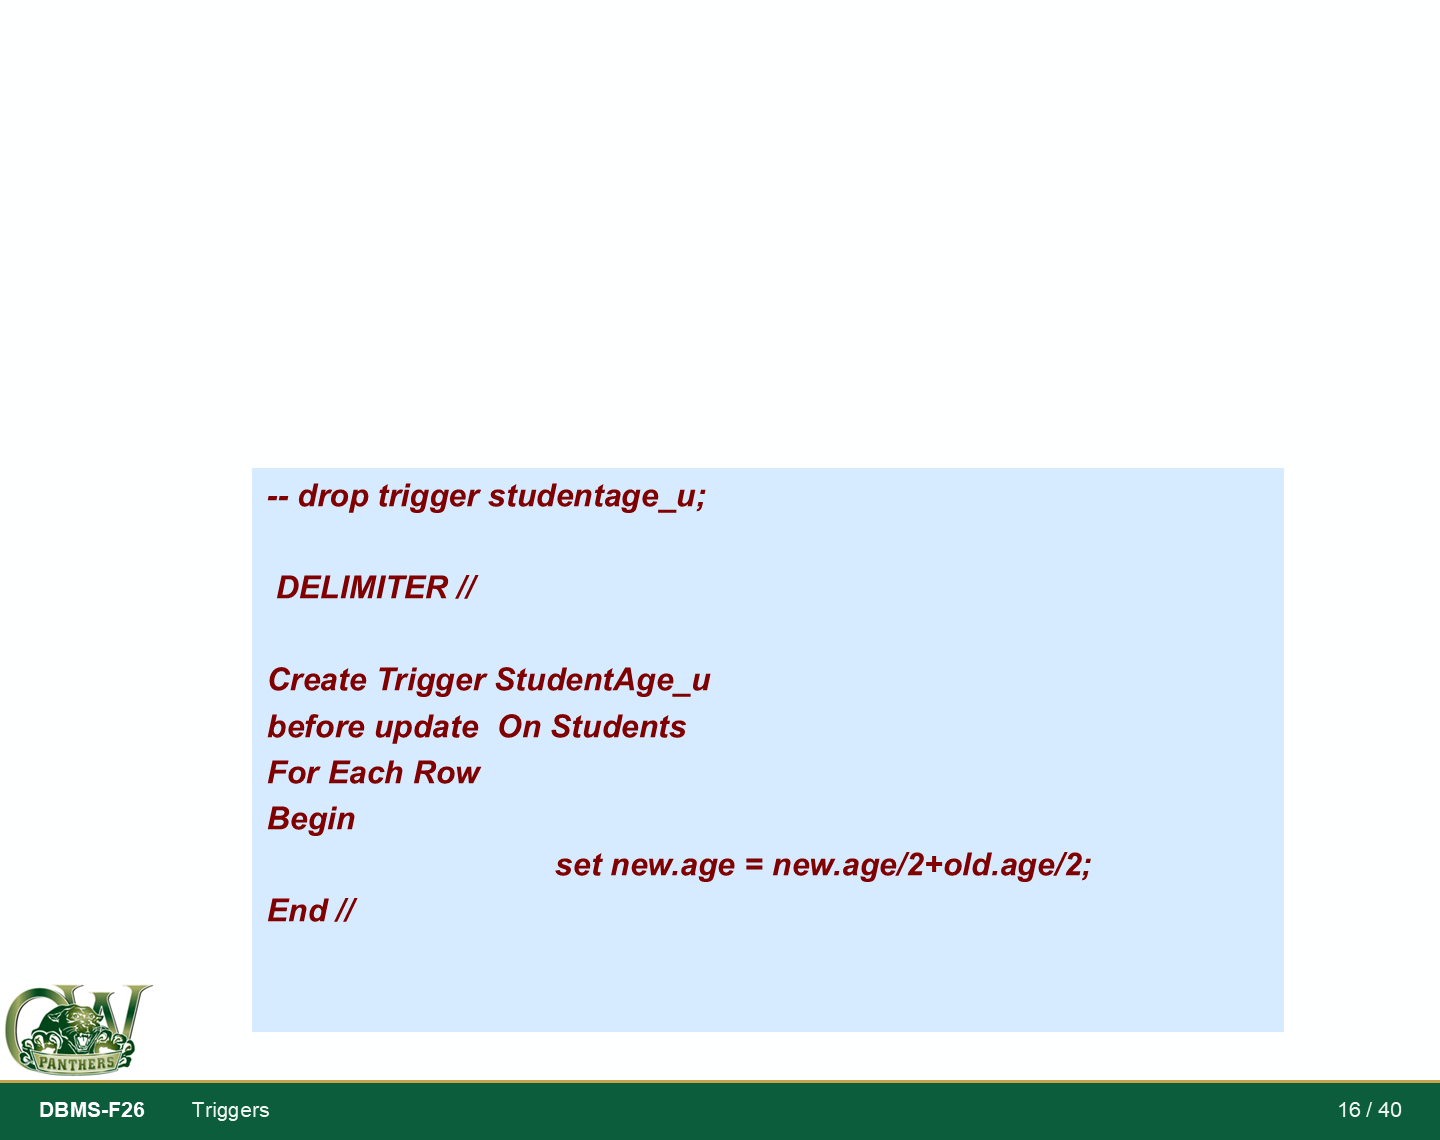 -- drop trigger studentage_u;
DELIMITER //
Create Trigger StudentAge_u
before update  On Students
For Each Row
Begin
set new.age = new.age/2+old.age/2;
End //
OW
PANTHERS
DBMS-F26 Triggers 16 / 40